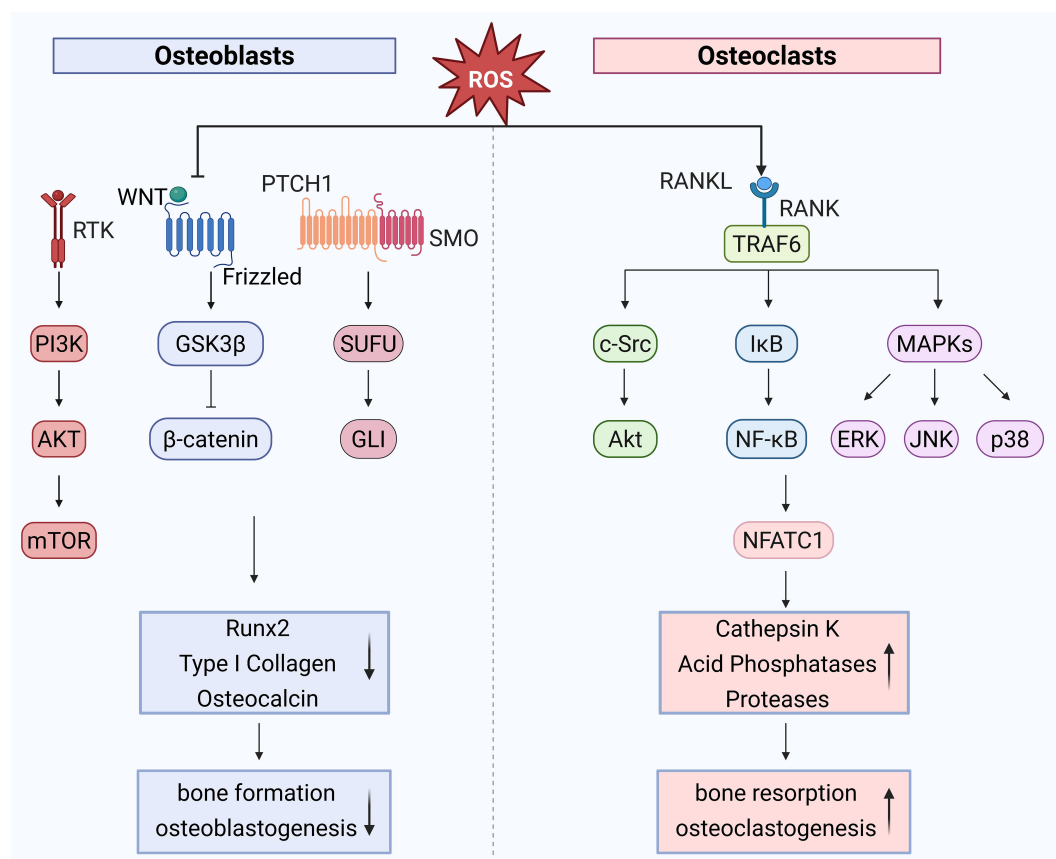 Osteoblasts
ROS
Osteoclasts
RTK
WNT
Frizzled
PTCH1
SMO
RANKL
RANK
TRAF6
PI3K
GSK3β
SUFU
c-Src
IκB
MAPKs
AKT
β-catenin
GLI
Akt
NF-κB
ERK
JNK
p38
mTOR
NFATC1
Runx2
Type I Collagen
Osteocalcin
Cathepsin K
Acid Phosphatases
Proteases
bone formation
osteoblastogenesis
bone resorption
osteoclastogenesis